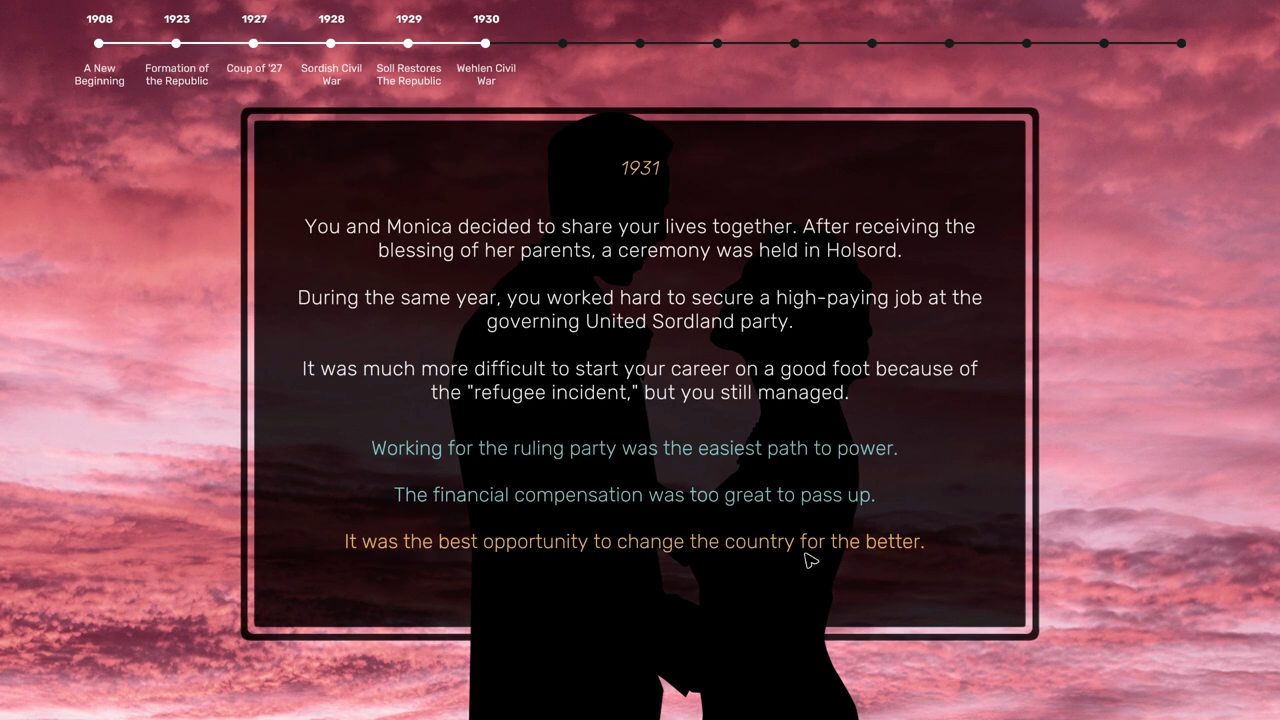 1908 1923 1927 1928 1929 1930
A New Formation of Coup of '27 Sordish Civil Soll Restores Wehlen Civil
Beginning the Republic War The Republic War
1931
You and Monica decided to share your lives together. After receiving the
blessing of her parents, a ceremony was held in Holsord.
During the same year, you worked hard to secure a high-paying job at the
governing United Sordland party.
It was much more difficult to start your career on a good foot because of
the "refugee incident," but you still managed.
Working for the ruling party was the easiest path to power.
The financial compensation was too great to pass up.
It was the best opportunity to change the country for the better.